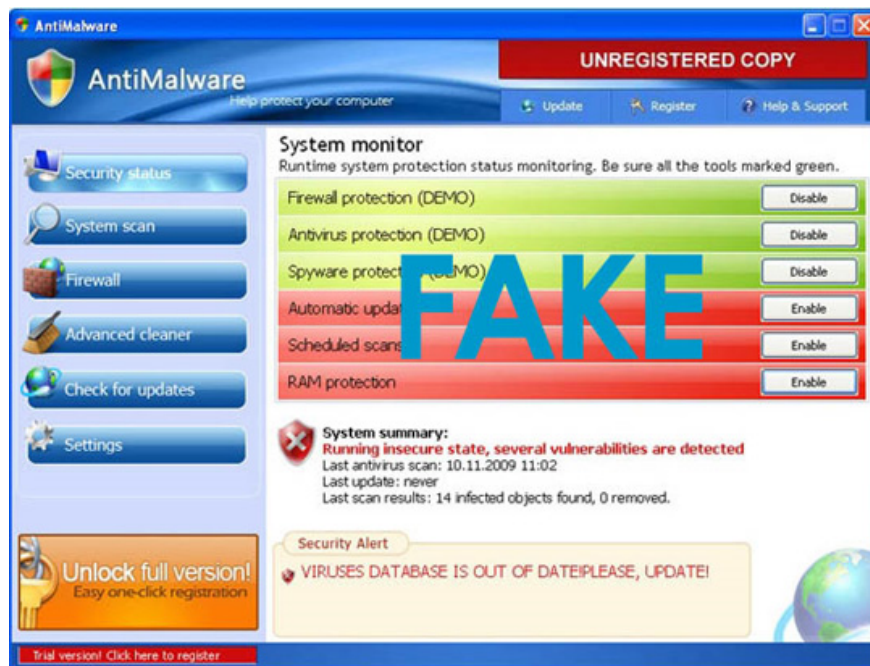 AntiMalware
AntiMalware
Help protect your computer
UNREGISTERED COPY
Update
Register
Help & Support
Security status
System scan
Firewall
Advanced cleaner
Check for updates
Settings
Unlock full version!
Easy one-click registration
Trial version! Click here to register
System monitor
Runtime system protection status monitoring. Be sure all the tools marked green.
Firewall protection (DEMO) Disable
Antivirus protection (DEMO) Disable
Spyware protection (DEMO) Disable
Automatic updat Enable
Scheduled scans Enable
RAM protection Enable
FAKE
System summary:
Running insecure state, several vulnerabilities are detected
Last antivirus scan: 10.11.2009 11:02
Last update: never
Last scan results: 14 infected objects found, 0 removed.
Security Alert
VIRUSES DATABASE IS OUT OF DATE!PLEASE, UPDATE!